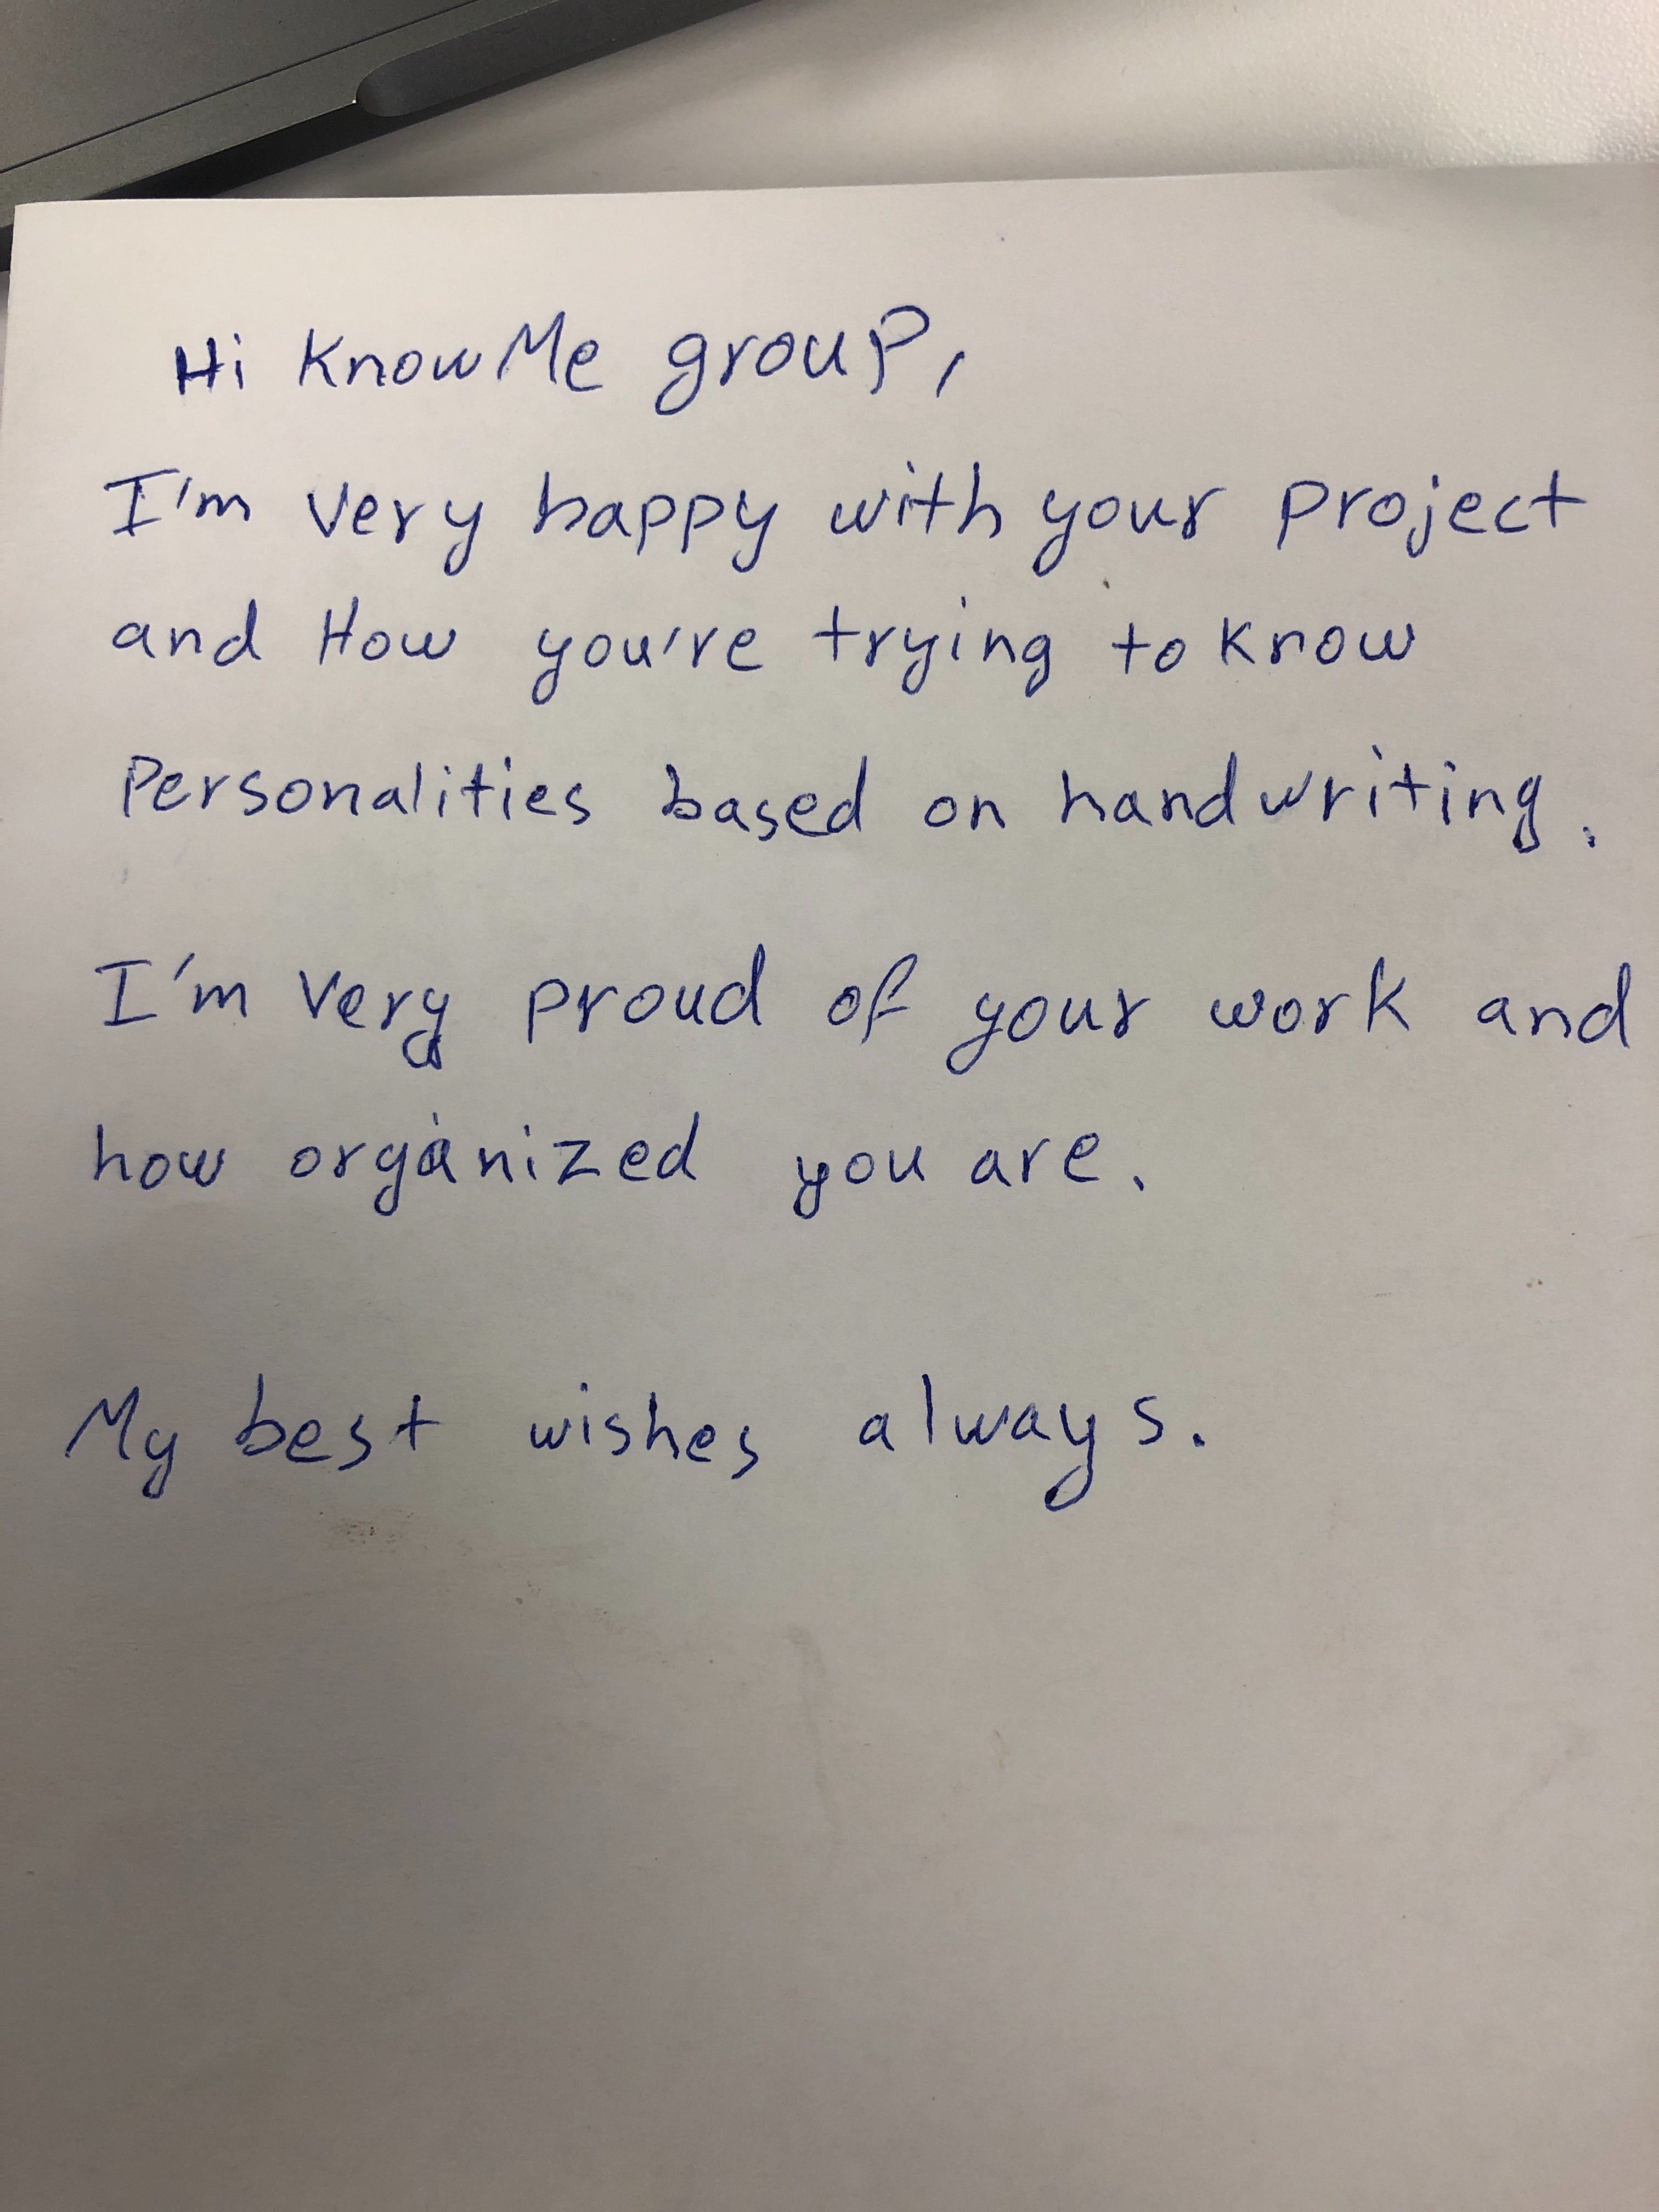 Hi KnowMe grouP,
I'm very happy with your project
and How you're trying to know
Personalities based on handwriting.
I'm very proud of your work and
how organized you are.
My best wishes always.